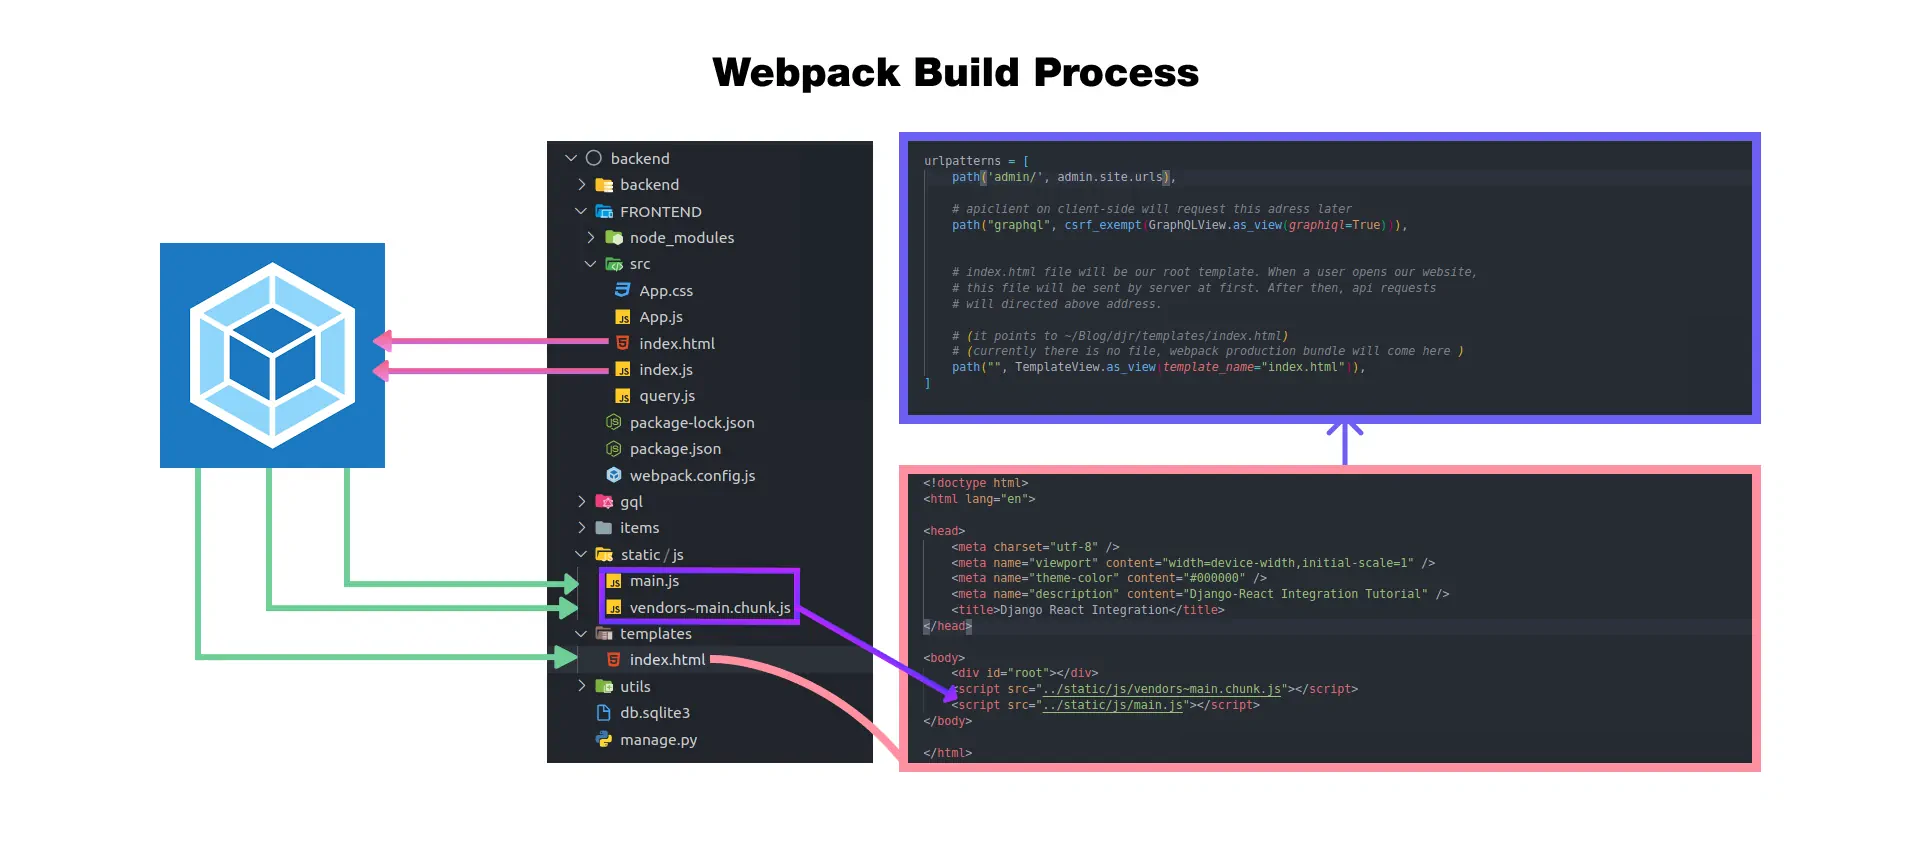 Webpack Build Process
backend
backend
FRONTEND
node_modules
src
App.css
App.js
index.html
index.js
query.js
package-lock.json
package.json
webpack.config.js
gql
items
static / js
main.js
vendors~main.chunk.js
templates
index.html
utils
db.sqlite3
manage.py
urlpatterns = [
path('admin/', admin.site.urls),
# apiclient on client-side will request this adress later
path("graphql", csrf_exempt(GraphQLView.as_view(graphiql=True))),
# index.html file will be our root template. When a user opens our website,
# this file will be sent by server at first. After then, api requests
# will directed above address.
# (it points to ~/Blog/djr/templates/index.html)
# (currently there is no file, webpack production bundle will come here )
path("", TemplateView.as_view(template_name="index.html")),
]
<!doctype html>
<html lang="en">
<head>
<meta charset="utf-8" />
<meta name="viewport" content="width=device-width,initial-scale=1" />
<meta name="theme-color" content="#000000" />
<meta name="description" content="Django-React Integration Tutorial" />
<title>Django React Integration</title>
</head>
<body>
<div id="root"></div>
<script src="../static/js/vendors~main.chunk.js"></script>
<script src="../static/js/main.js"></script>
</body>
</html>